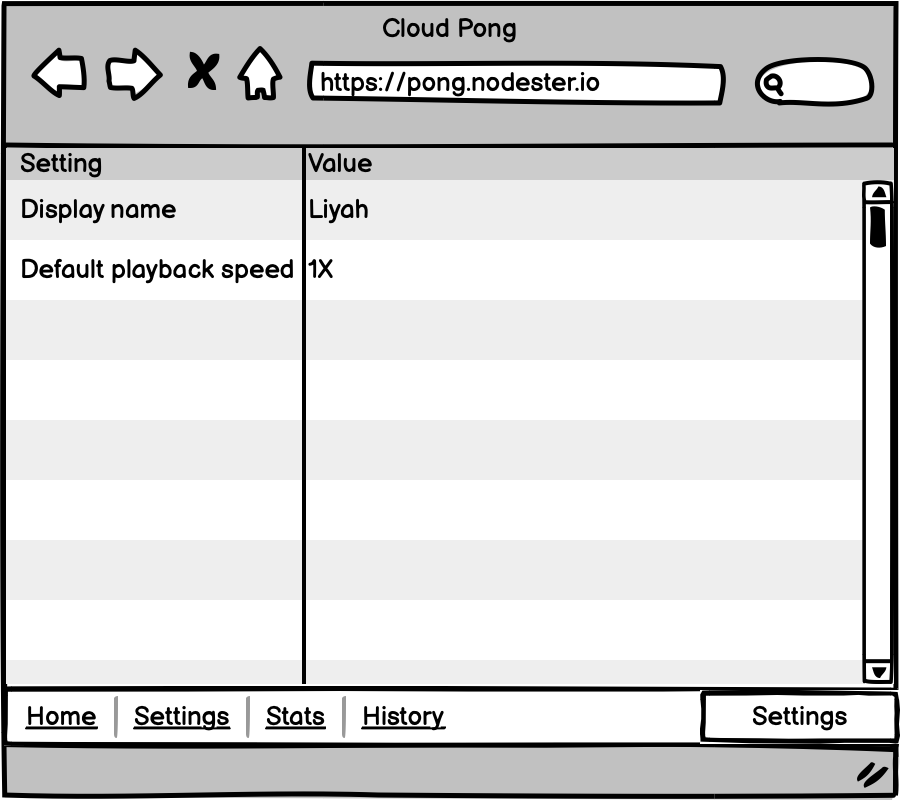 Cloud Pong
https://pong.nodester.io
Setting Value
Display name Liyah
Default playback speed 1X
Home Settings Stats History Settings